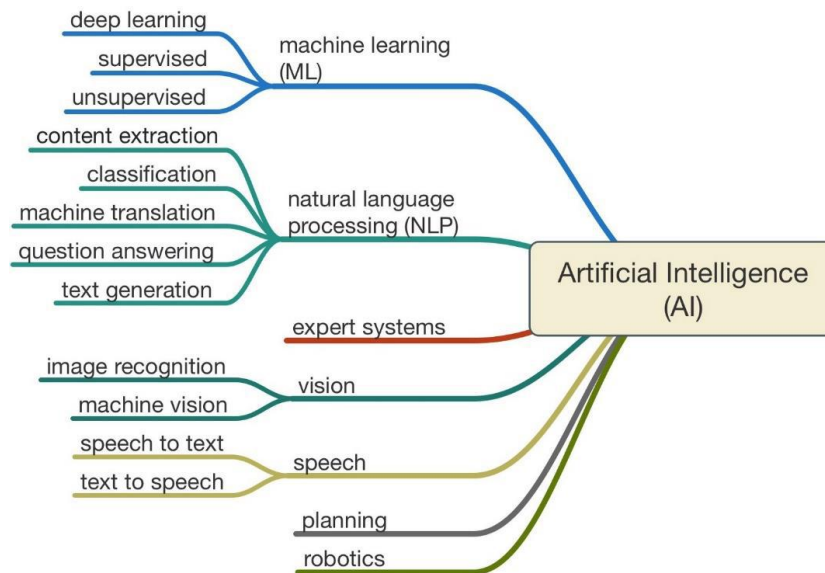 deep learning
supervised
unsupervised
machine learning
(ML)
content extraction
classification
machine translation
question answering
text generation
natural language
processing (NLP)
Artificial Intelligence
(AI)
expert systems
image recognition
machine vision
vision
speech to text
text to speech
speech
planning
robotics